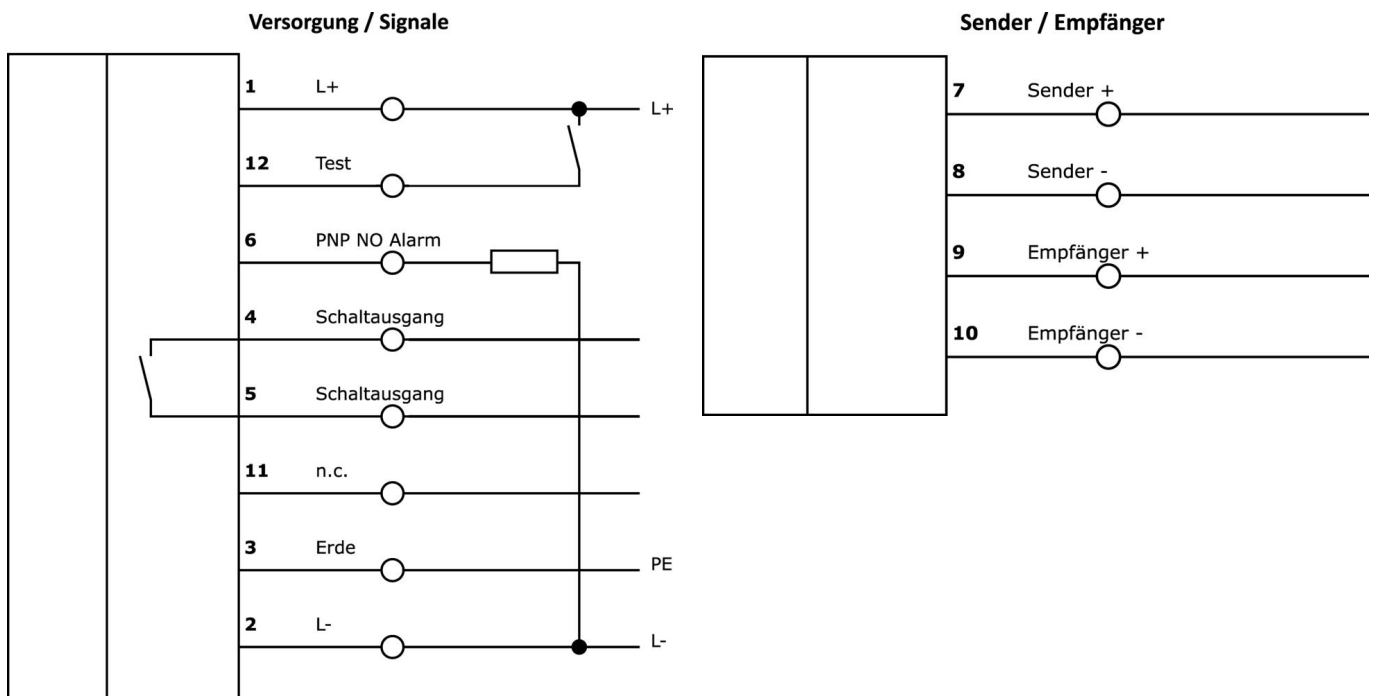 Versorgung / Signale
1 L+
L+
12 Test
6 PNP NO Alarm
4 Schaltausgang
5 Schaltausgang
11 n.c.
3 Erde
PE
2 L-
L-
Sender / Empfänger
7 Sender +
8 Sender -
9 Empfänger +
10 Empfänger -